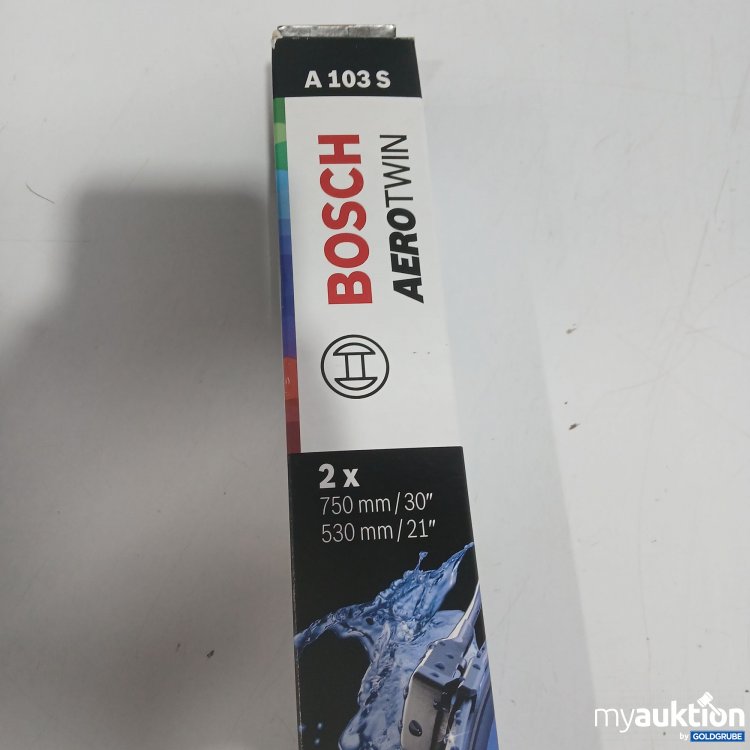 A 103 S
BOSCH
AEROTWIN
2 x
750 mm/30"
530 mm/21"
myauktion
by GOLDGRUBE